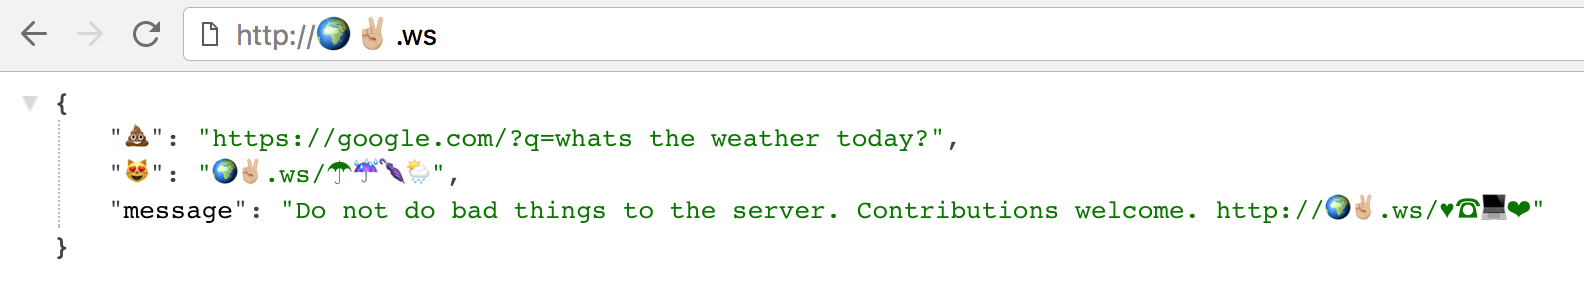 http://🌍✌🏼.ws
{
"💩": "https://google.com/?q=whats the weather today?",
"😻": "🌍✌🏼.ws/☂☔🌂🌦",
"message": "Do not do bad things to the server. Contributions welcome. http://🌍✌🏼.ws/♥☎💻❤"
}